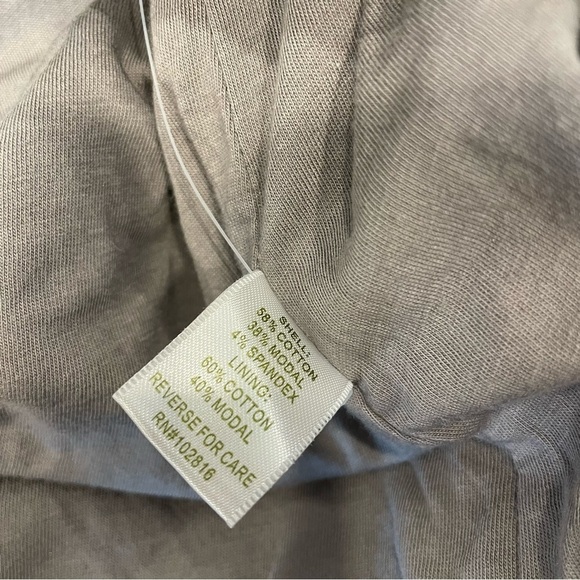 SHELL:
58% COTTON
38% MODAL
4% SPANDEX
LINING:
60% COTTON
40% MODAL
REVERSE FOR CARE
RN#102816